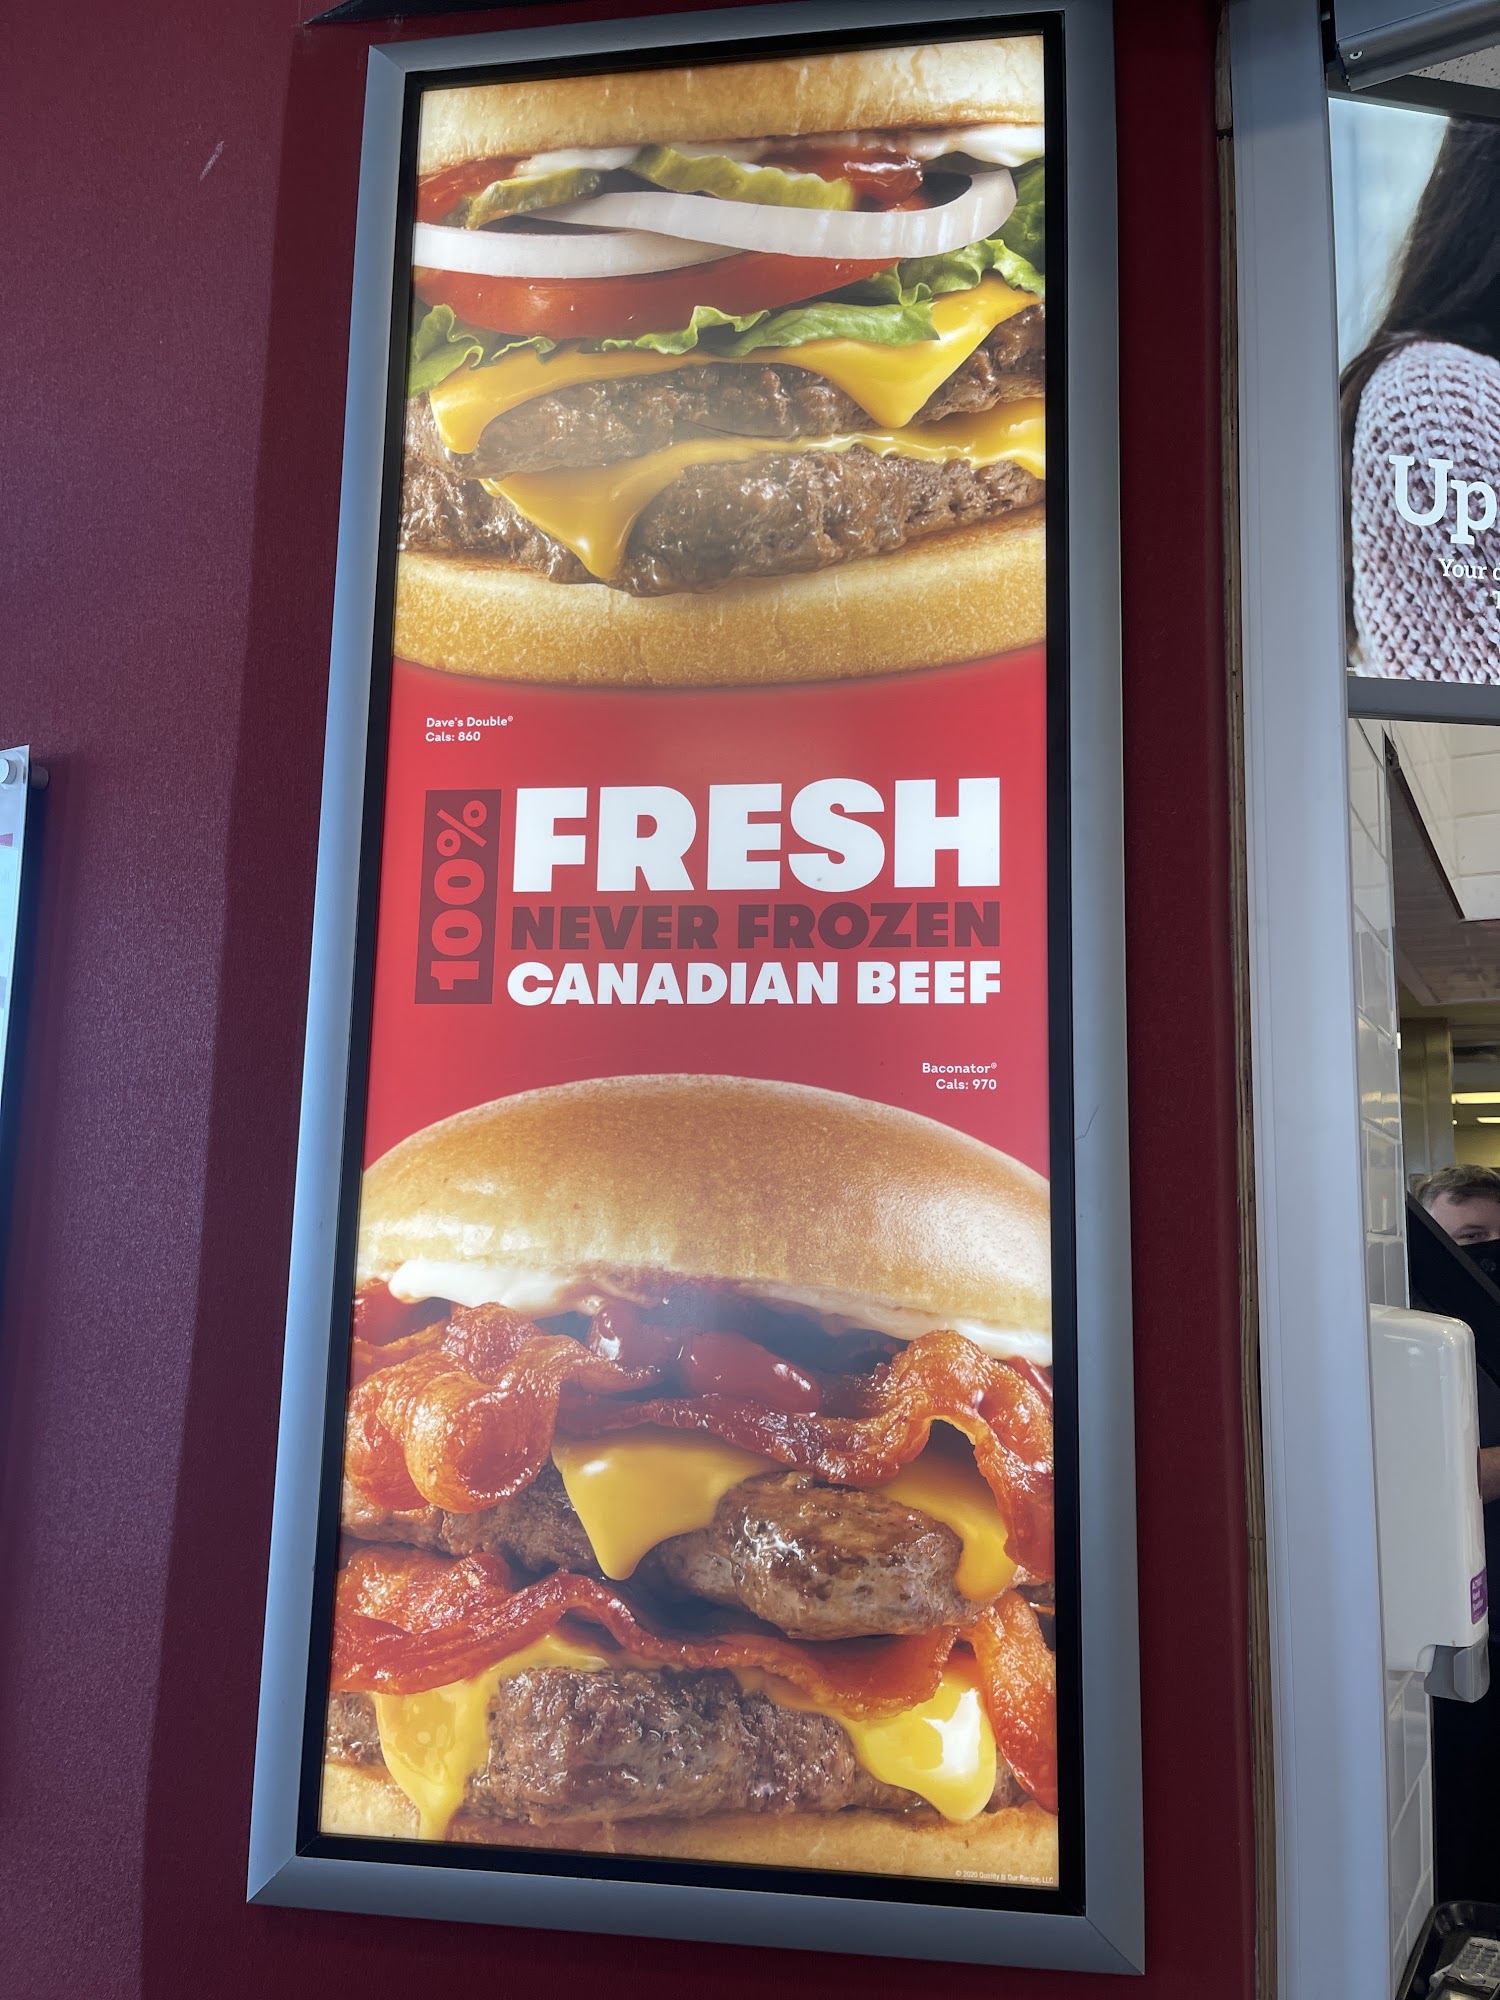 Dave's Double®
Cals: 860
100%
FRESH
NEVER FROZEN
CANADIAN BEEF
Baconator®
Cals: 970
© 2020 Quality Is Our Recipe, LLC
Up
Your